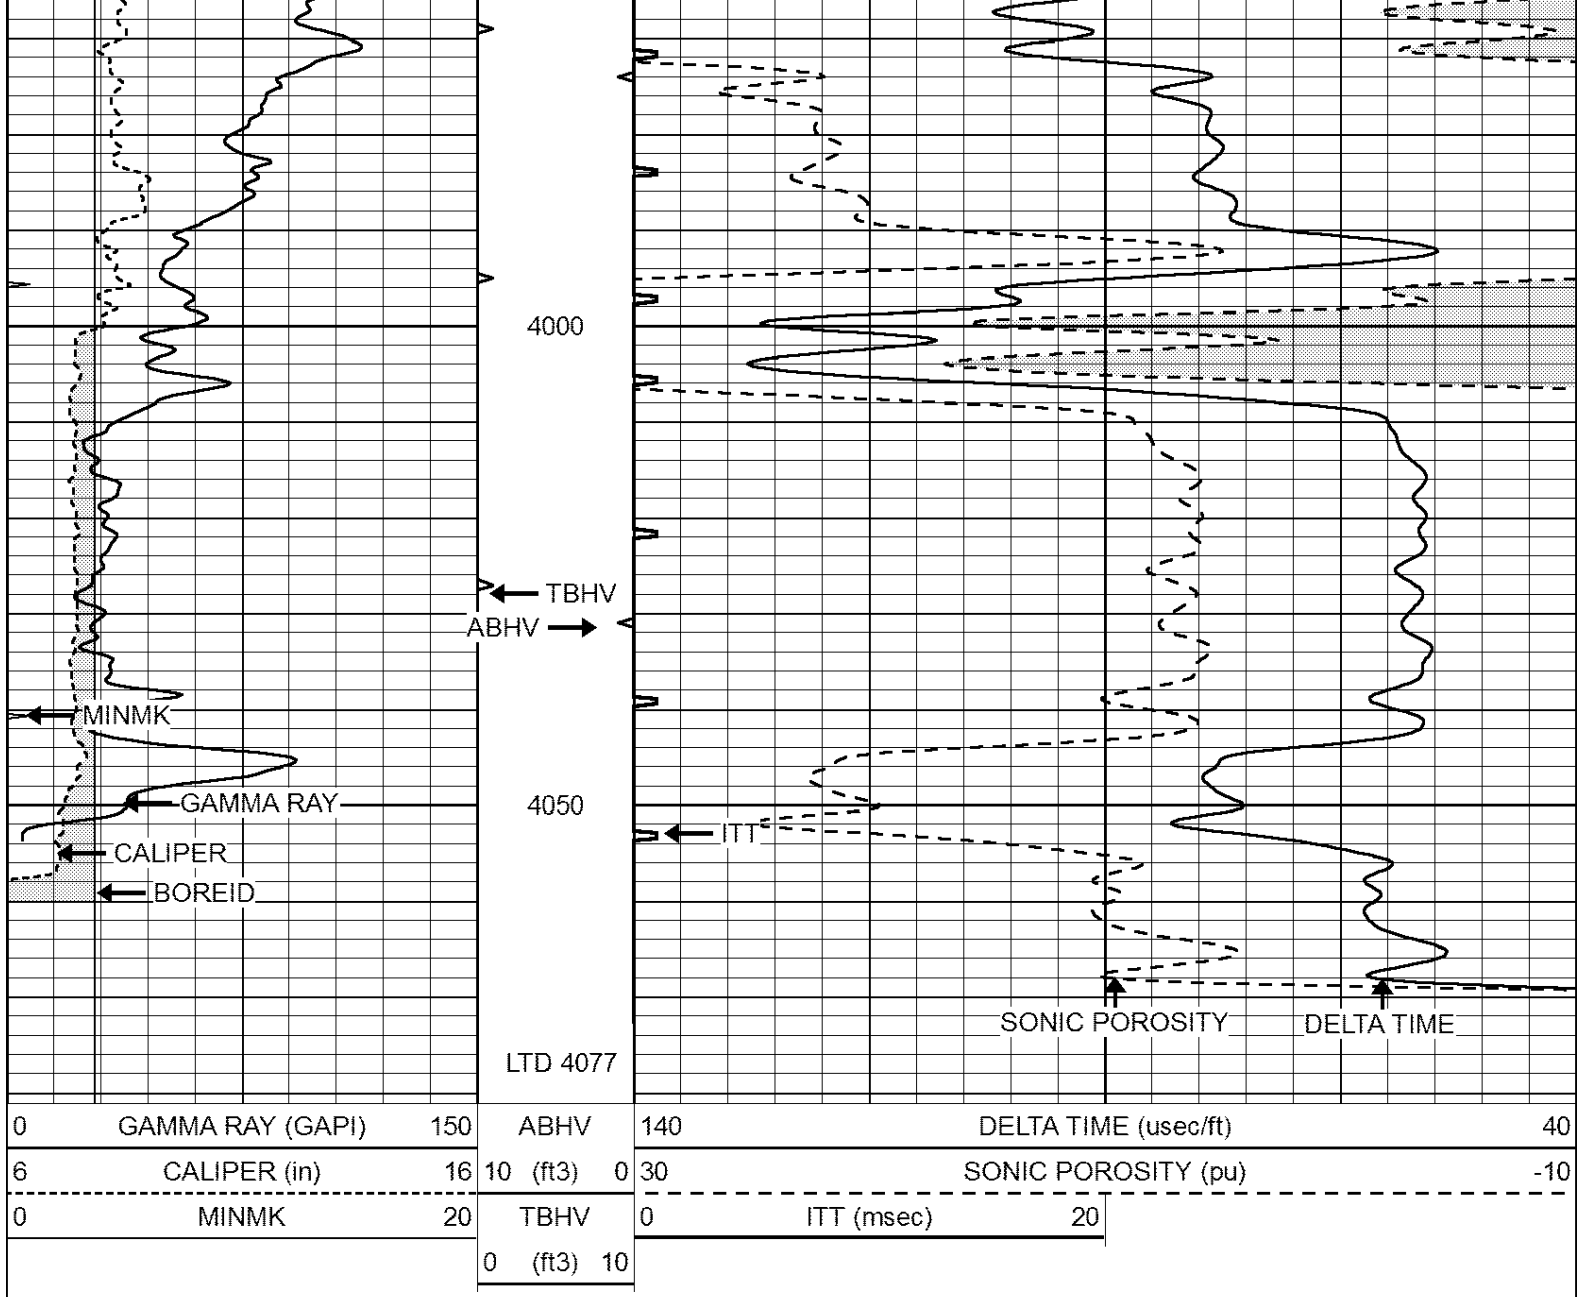 4000
TBHV
ABHV
MINMK
GAMMA RAY
4050
ITT
CALIPER
BOREID
SONIC POROSITY DELTA TIME
LTD 4077
0 GAMMA RAY (GAPI) 150 ABHV 140 DELTA TIME (usec/ft) 40
6 CALIPER (in) 16 10 (ft3) 0 30 SONIC POROSITY (pu) -10
0 MINMK 20 TBHV 0 ITT (msec) 20
0 (ft3) 10